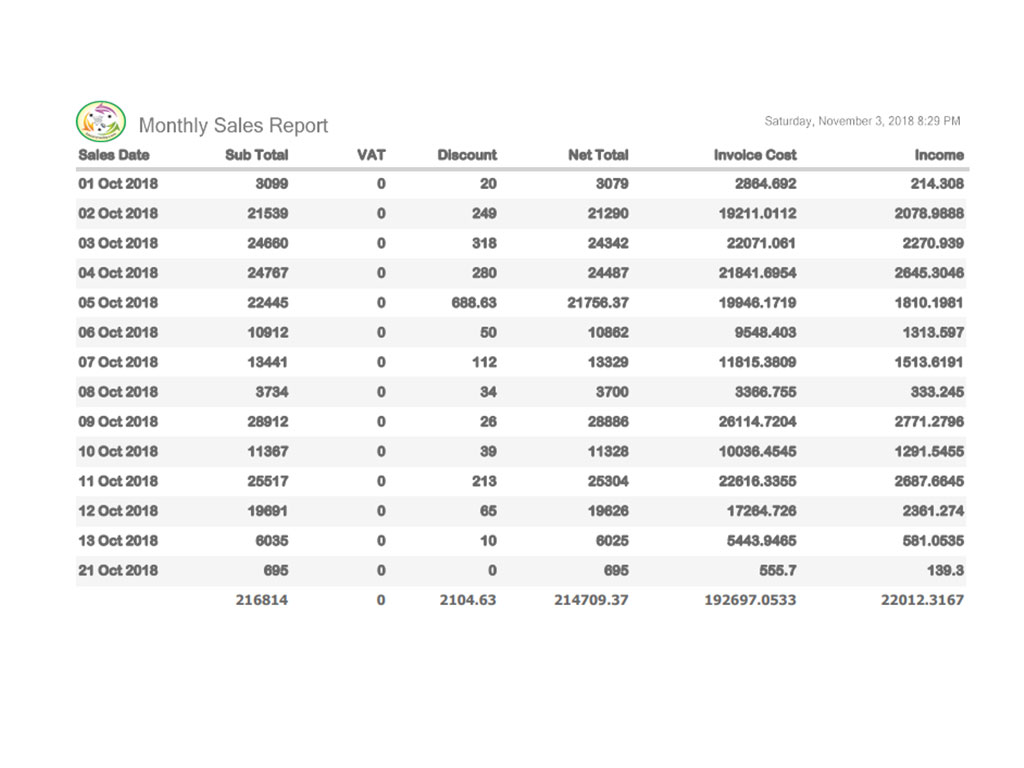 Monthly Sales Report
Saturday, November 3, 2018 8:29 PM
Sales Date Sub Total VAT Discount Net Total Invoice Cost Income
01 Oct 2018 3099 0 20 3079 2864.692 214.308
02 Oct 2018 21539 0 249 21290 19211.0112 2078.9888
03 Oct 2018 24660 0 318 24342 22071.061 2270.939
04 Oct 2018 24767 0 280 24487 21841.6954 2645.3046
05 Oct 2018 22445 0 688.63 21756.37 19946.1719 1810.1981
06 Oct 2018 10912 0 50 10862 9548.403 1313.597
07 Oct 2018 13441 0 112 13329 11815.3809 1513.6191
08 Oct 2018 3734 0 34 3700 3366.755 333.245
09 Oct 2018 28912 0 26 28886 26114.7204 2771.2796
10 Oct 2018 11367 0 39 11328 10036.4545 1291.5455
11 Oct 2018 25517 0 213 25304 22616.3355 2687.6645
12 Oct 2018 19691 0 65 19626 17264.726 2361.274
13 Oct 2018 6035 0 10 6025 5443.9465 581.0535
21 Oct 2018 695 0 0 695 555.7 139.3
216814 0 2104.63 214709.37 192697.0533 22012.3167